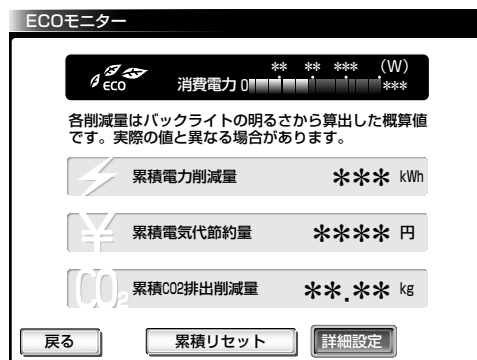 ECOモニター
** ** *** (W)
eco 消費電力 0 ***
各削減量はバックライトの明るさから算出した概算値
です。実際の値と異なる場合があります。
累積電力削減量 *** kWh
¥ 累積電気代節約量 **** 円
CO2 累積CO2排出削減量 **.** kg
戻る 累積リセット 詳細設定